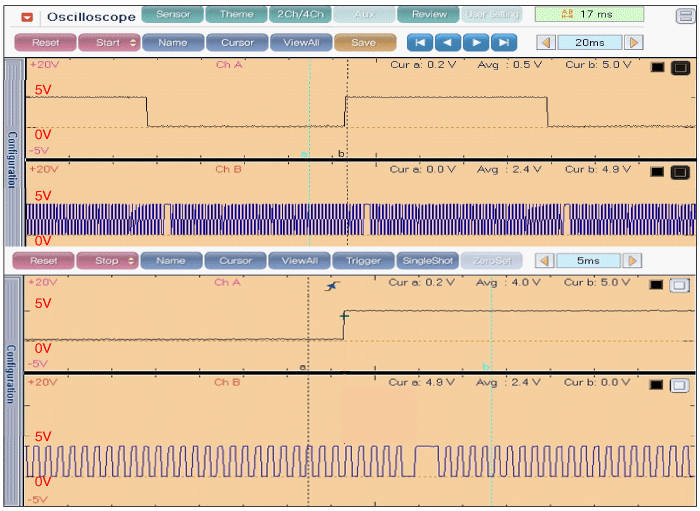 Oscilloscope Sensor Theme 2Ch/4Ch Aux Review User Setting AB 17 ms
Reset Start Name Cursor ViewAll Save 20ms
+20V Ch A Cur a: 0.2 V Avg : 0.5 V Cur b: 5.0 V
5V
0V
-5V a b
Configuration
+20V Ch B Cur a: 0.0 V Avg : 2.4 V Cur b: 4.9 V
5V
0V
Reset Stop Name Cursor ViewAll Trigger SingleShot ZeroSet 5ms
+20V Ch A Cur a: 0.2 V Avg : 4.0 V Cur b: 5.0 V
5V
0V
-5V a b
Configuration
+20V Ch B Cur a: 4.9 V Avg : 2.4 V Cur b: 0.0 V
5V
0V
-5V